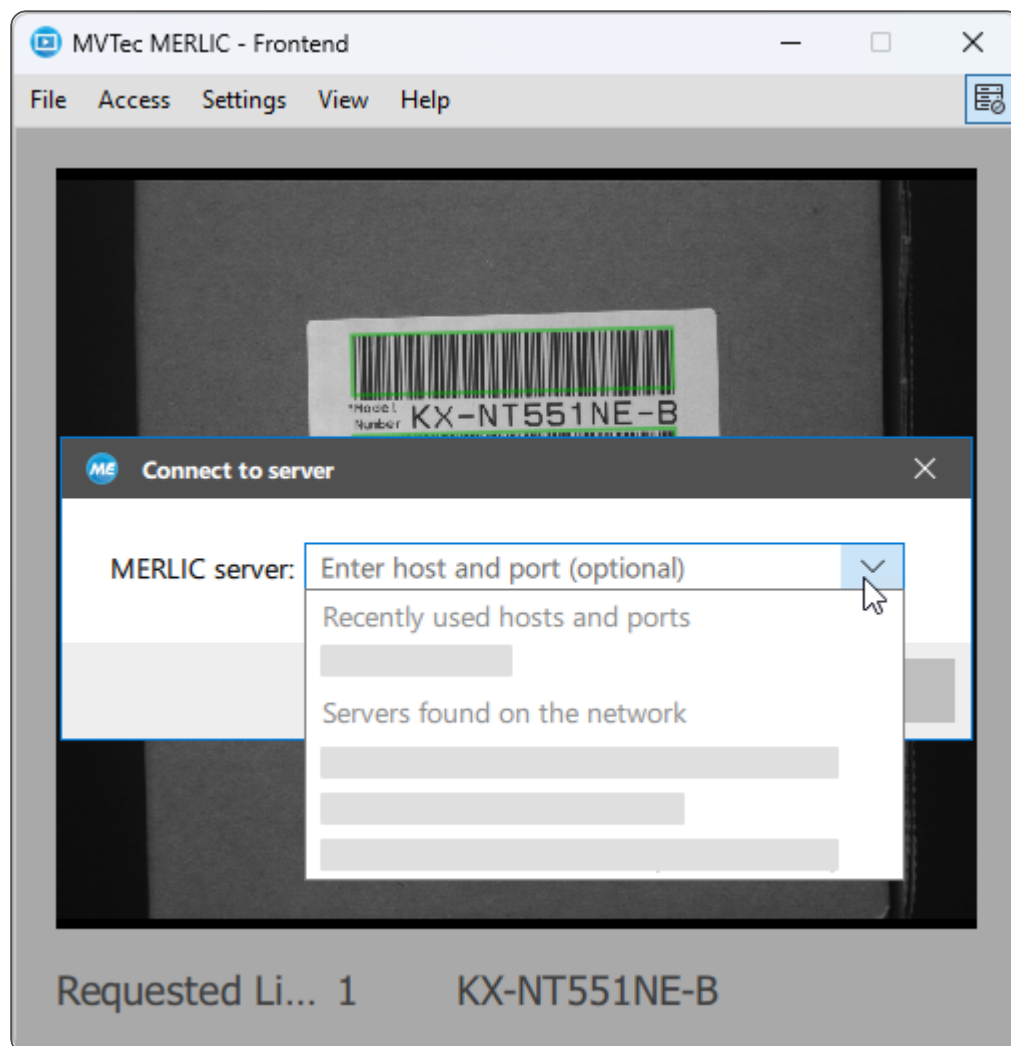 MVTec MERLIC - Frontend
File Access Settings View Help
*Model
Number KX-NT551NE-B
ME Connect to server
MERLIC server: Enter host and port (optional)
Recently used hosts and ports
Servers found on the network
Requested Li... 1 KX-NT551NE-B